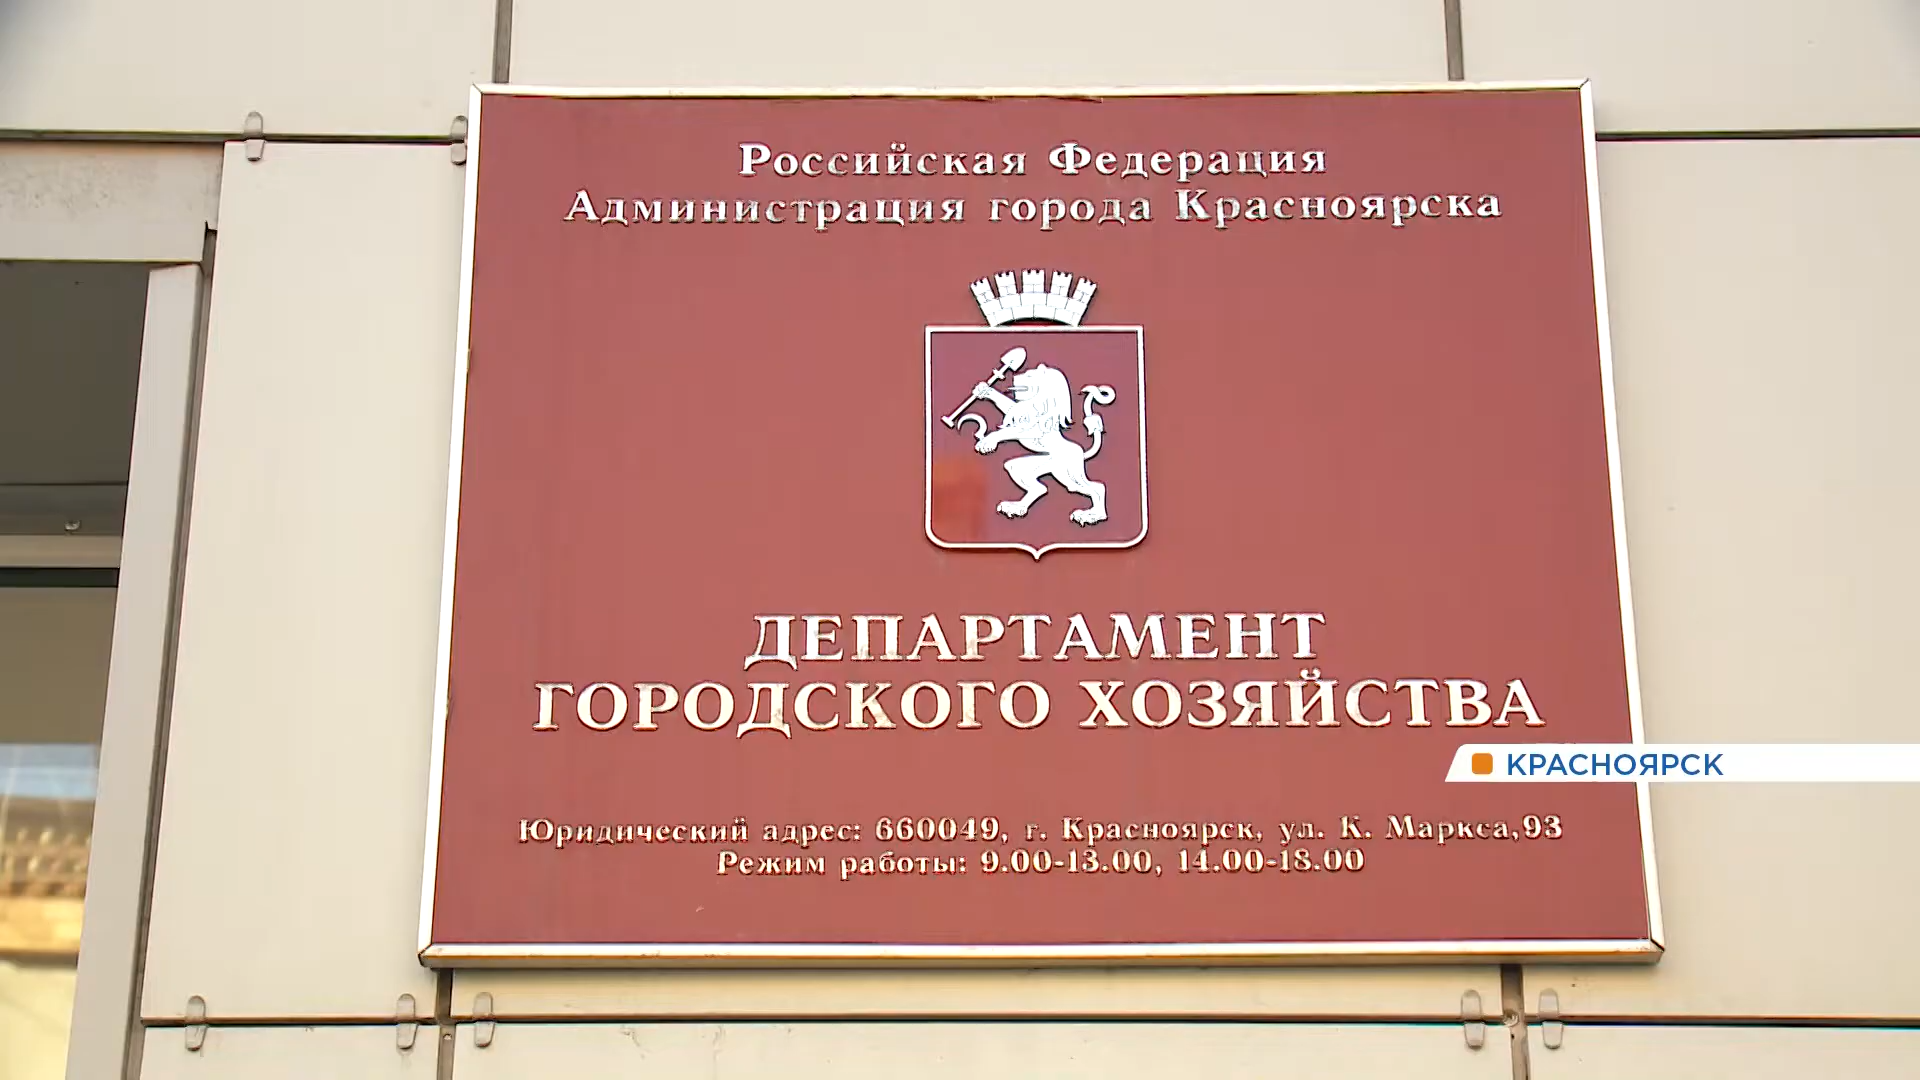 Российская Федерация
Администрация города Красноярска
ДЕПАРТАМЕНТ
ГОРОДСКОГО ХОЗЯЙСТВА
КРАСНОЯРСК
Юридический адрес: 660049, г. Красноярск, ул. К. Маркса,93
Режим работы: 9.00-13.00, 14.00-18.00